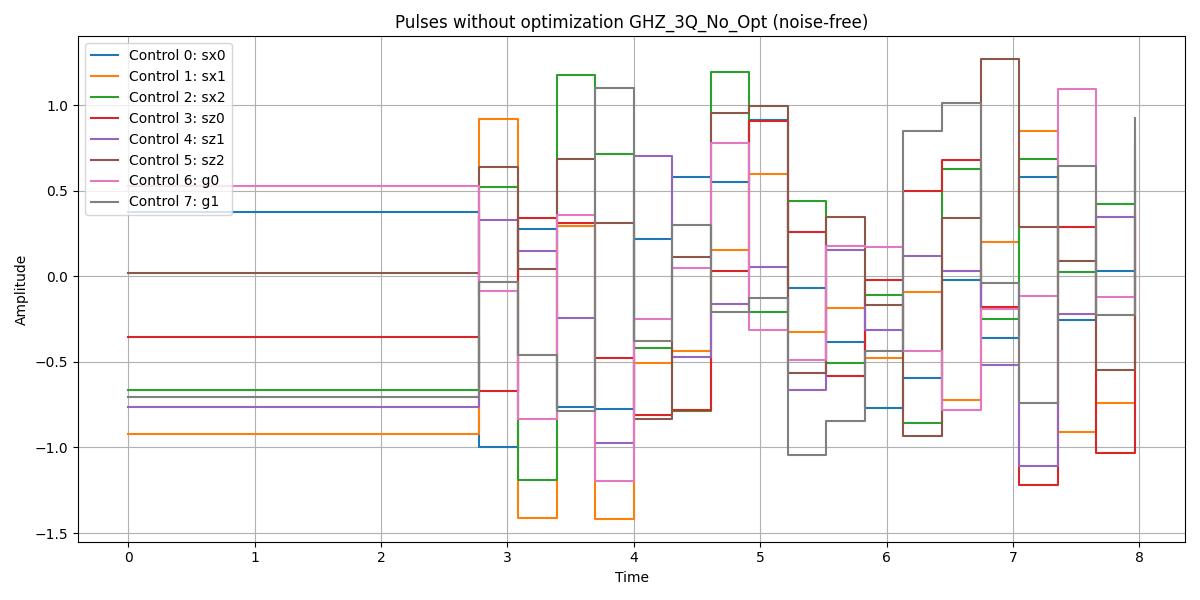 Pulses without optimization GHZ_3Q_No_Opt (noise-free)
Control 0: sx0
Control 1: sx1
Control 2: sx2
Control 3: sz0
Control 4: sz1
Control 5: sz2
Control 6: g0
Control 7: g1
Amplitude
1.0
0.5
0.0
−0.5
−1.0
−1.5
0 1 2 3 4 5 6 7 8
Time